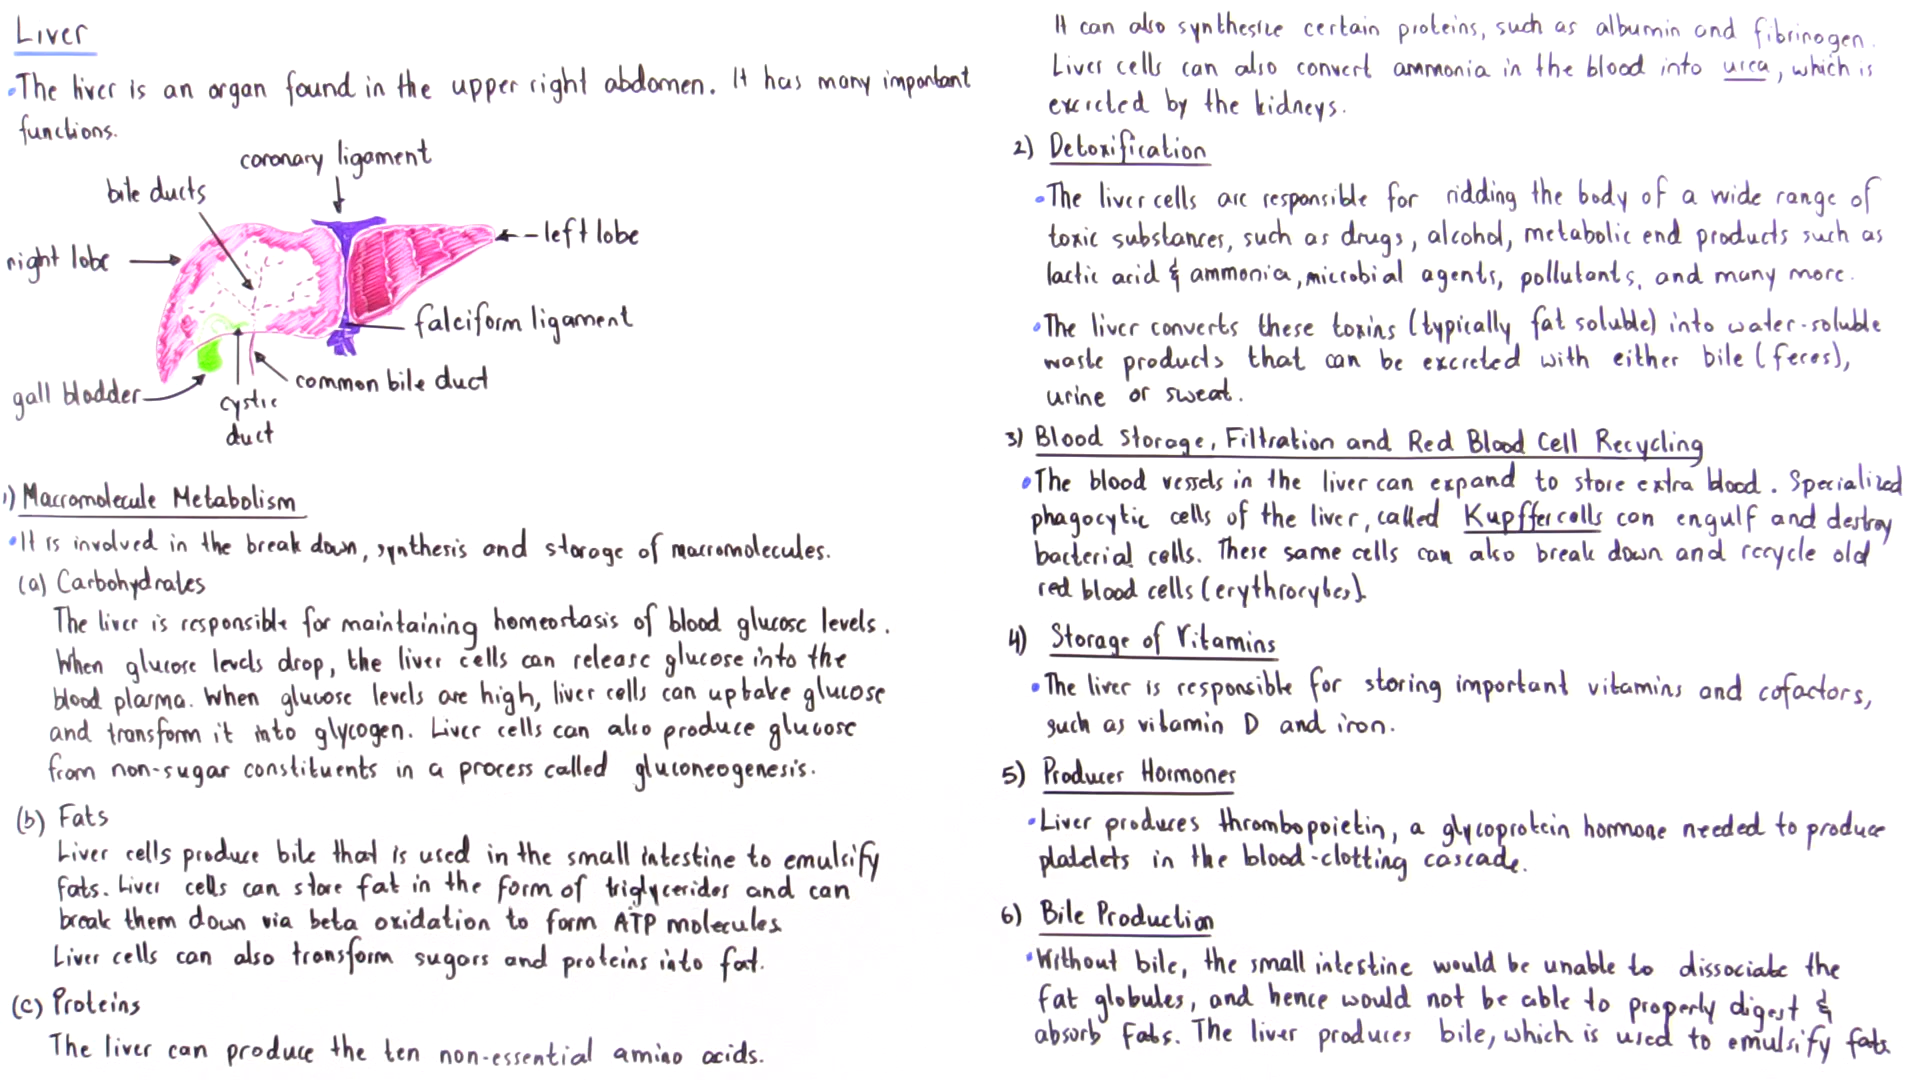 Liver
•The liver is an organ found in the upper right abdomen. It has many important
functions.
coronary ligament
bile ducts
left lobe
right lobe
falciform ligament
common bile duct
gall bladder
cystic
duct
1) Macromolecule Metabolism
•It is involved in the break down, synthesis and storage of macromolecules.
(a) Carbohydrates
The liver is responsible for maintaining homeostasis of blood glucose levels.
When glucose levels drop, the liver cells can release glucose into the
blood plasma. When glucose levels are high, liver cells can uptake glucose
and transform it into glycogen. Liver cells can also produce glucose
from non-sugar constituents in a process called gluconeogenesis.
(b) Fats
Liver cells produce bile that is used in the small intestine to emulsify
fats. Liver cells can store fat in the form of triglycerides and can
break them down via beta oxidation to form ATP molecules.
Liver cells can also transform sugars and proteins into fat.
(c) Proteins
The liver can produce the ten non-essential amino acids.
It can also synthesize certain proteins, such as albumin and fibrinogen.
Liver cells can also convert ammonia in the blood into urea, which is
excreted by the kidneys.
2) Detoxification
•The liver cells are responsible for ridding the body of a wide range of
toxic substances, such as drugs, alcohol, metabolic end products such as
lactic acid & ammonia, microbial agents, pollutants, and many more.
•The liver converts these toxins (typically fat soluble) into water-soluble
waste products that can be excreted with either bile (feces),
urine or sweat.
3) Blood Storage, Filtration and Red Blood Cell Recycling
•The blood vessels in the liver can expand to store extra blood. Specialized
phagocytic cells of the liver, called Kupffer cells can engulf and destroy
bacterial cells. These same cells can also break down and recycle old
red blood cells (erythrocytes).
4) Storage of Vitamins
•The liver is responsible for storing important vitamins and cofactors,
such as vitamin D and iron.
5) Produces Hormones
•Liver produces thrombopoietin, a glycoprotein hormone needed to produce
platelets in the blood-clotting cascade.
6) Bile Production
•Without bile, the small intestine would be unable to dissociate the
fat globules, and hence would not be able to properly digest &
absorb fats. The liver produces bile, which is used to emulsify fats